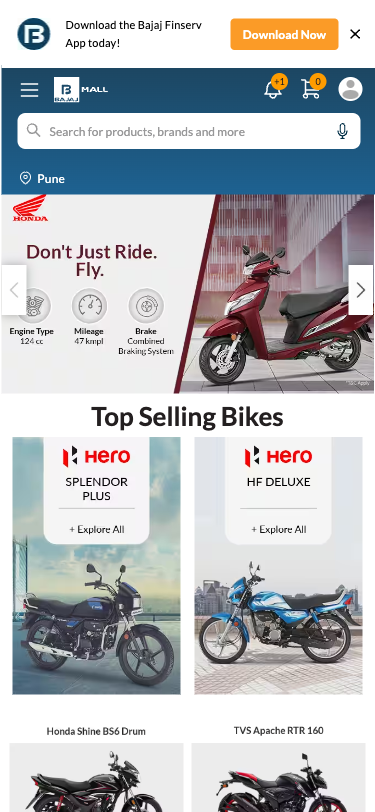 Download the Bajaj Finserv
App today!
Download Now
B
BAJAJ
MALL
+1
0
Search for products, brands and more
Pune
HONDA
Don't Just Ride.
Fly.
Engine Type
124 cc
Mileage
47 kmpl
Brake
Combined
Braking System
*T&C Apply
Top Selling Bikes
Hero
SPLENDOR
PLUS
+ Explore All
Hero
HF DELUXE
+ Explore All
Honda Shine BS6 Drum
TVS Apache RTR 160